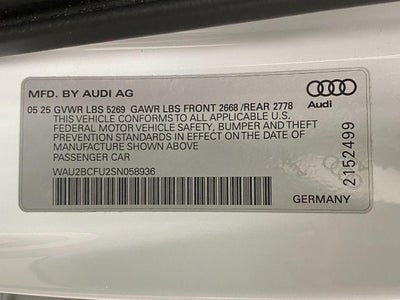 MFD. BY AUDI AG
05 25 GVWR LBS 5269 GAWR LBS FRONT 2668 /REAR 2778
THIS VEHICLE CONFORMS TO ALL APPLICABLE U.S.
FEDERAL MOTOR VEHICLE SAFETY, BUMPER AND THEFT
PREVENTION STANDARDS IN EFFECT ON THE DATE OF
MANUFACTURE SHOWN ABOVE
PASSENGER CAR
WAU2BCFU2SN058936
Audi
2152499
GERMANY